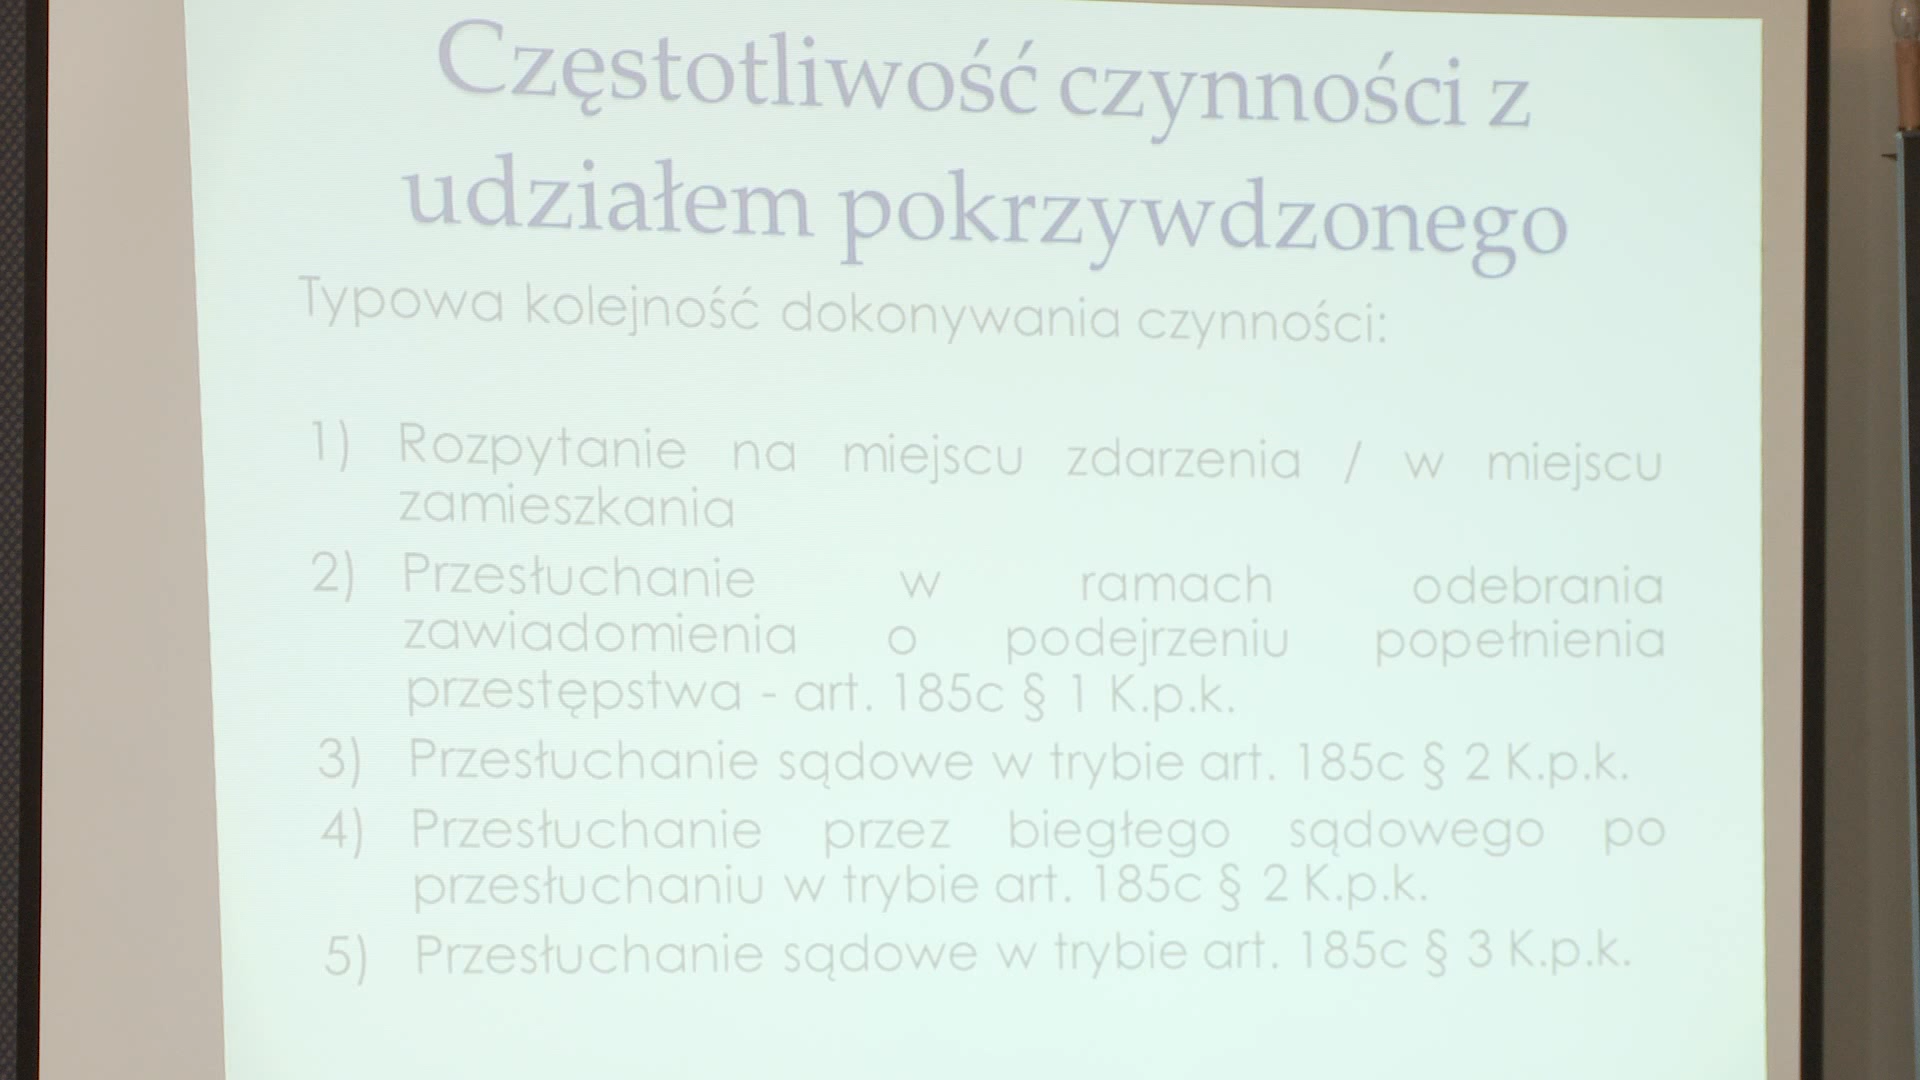 Częstotliwość czynności z
udziałem pokrzywdzonego
Typowa kolejność dokonywania czynności:
1) Rozpytanie na miejscu zdarzenia / w miejscu
zamieszkania
2) Przesłuchanie w ramach odebrania
zawiadomienia o podejrzeniu popełnienia
przestępstwa - art. 185c § 1 K.p.k.
3) Przesłuchanie sądowe w trybie art. 185c § 2 K.p.k.
4) Przesłuchanie przez biegłego sądowego po
przesłuchaniu w trybie art. 185c § 2 K.p.k.
5) Przesłuchanie sądowe w trybie art. 185c § 3 K.p.k.